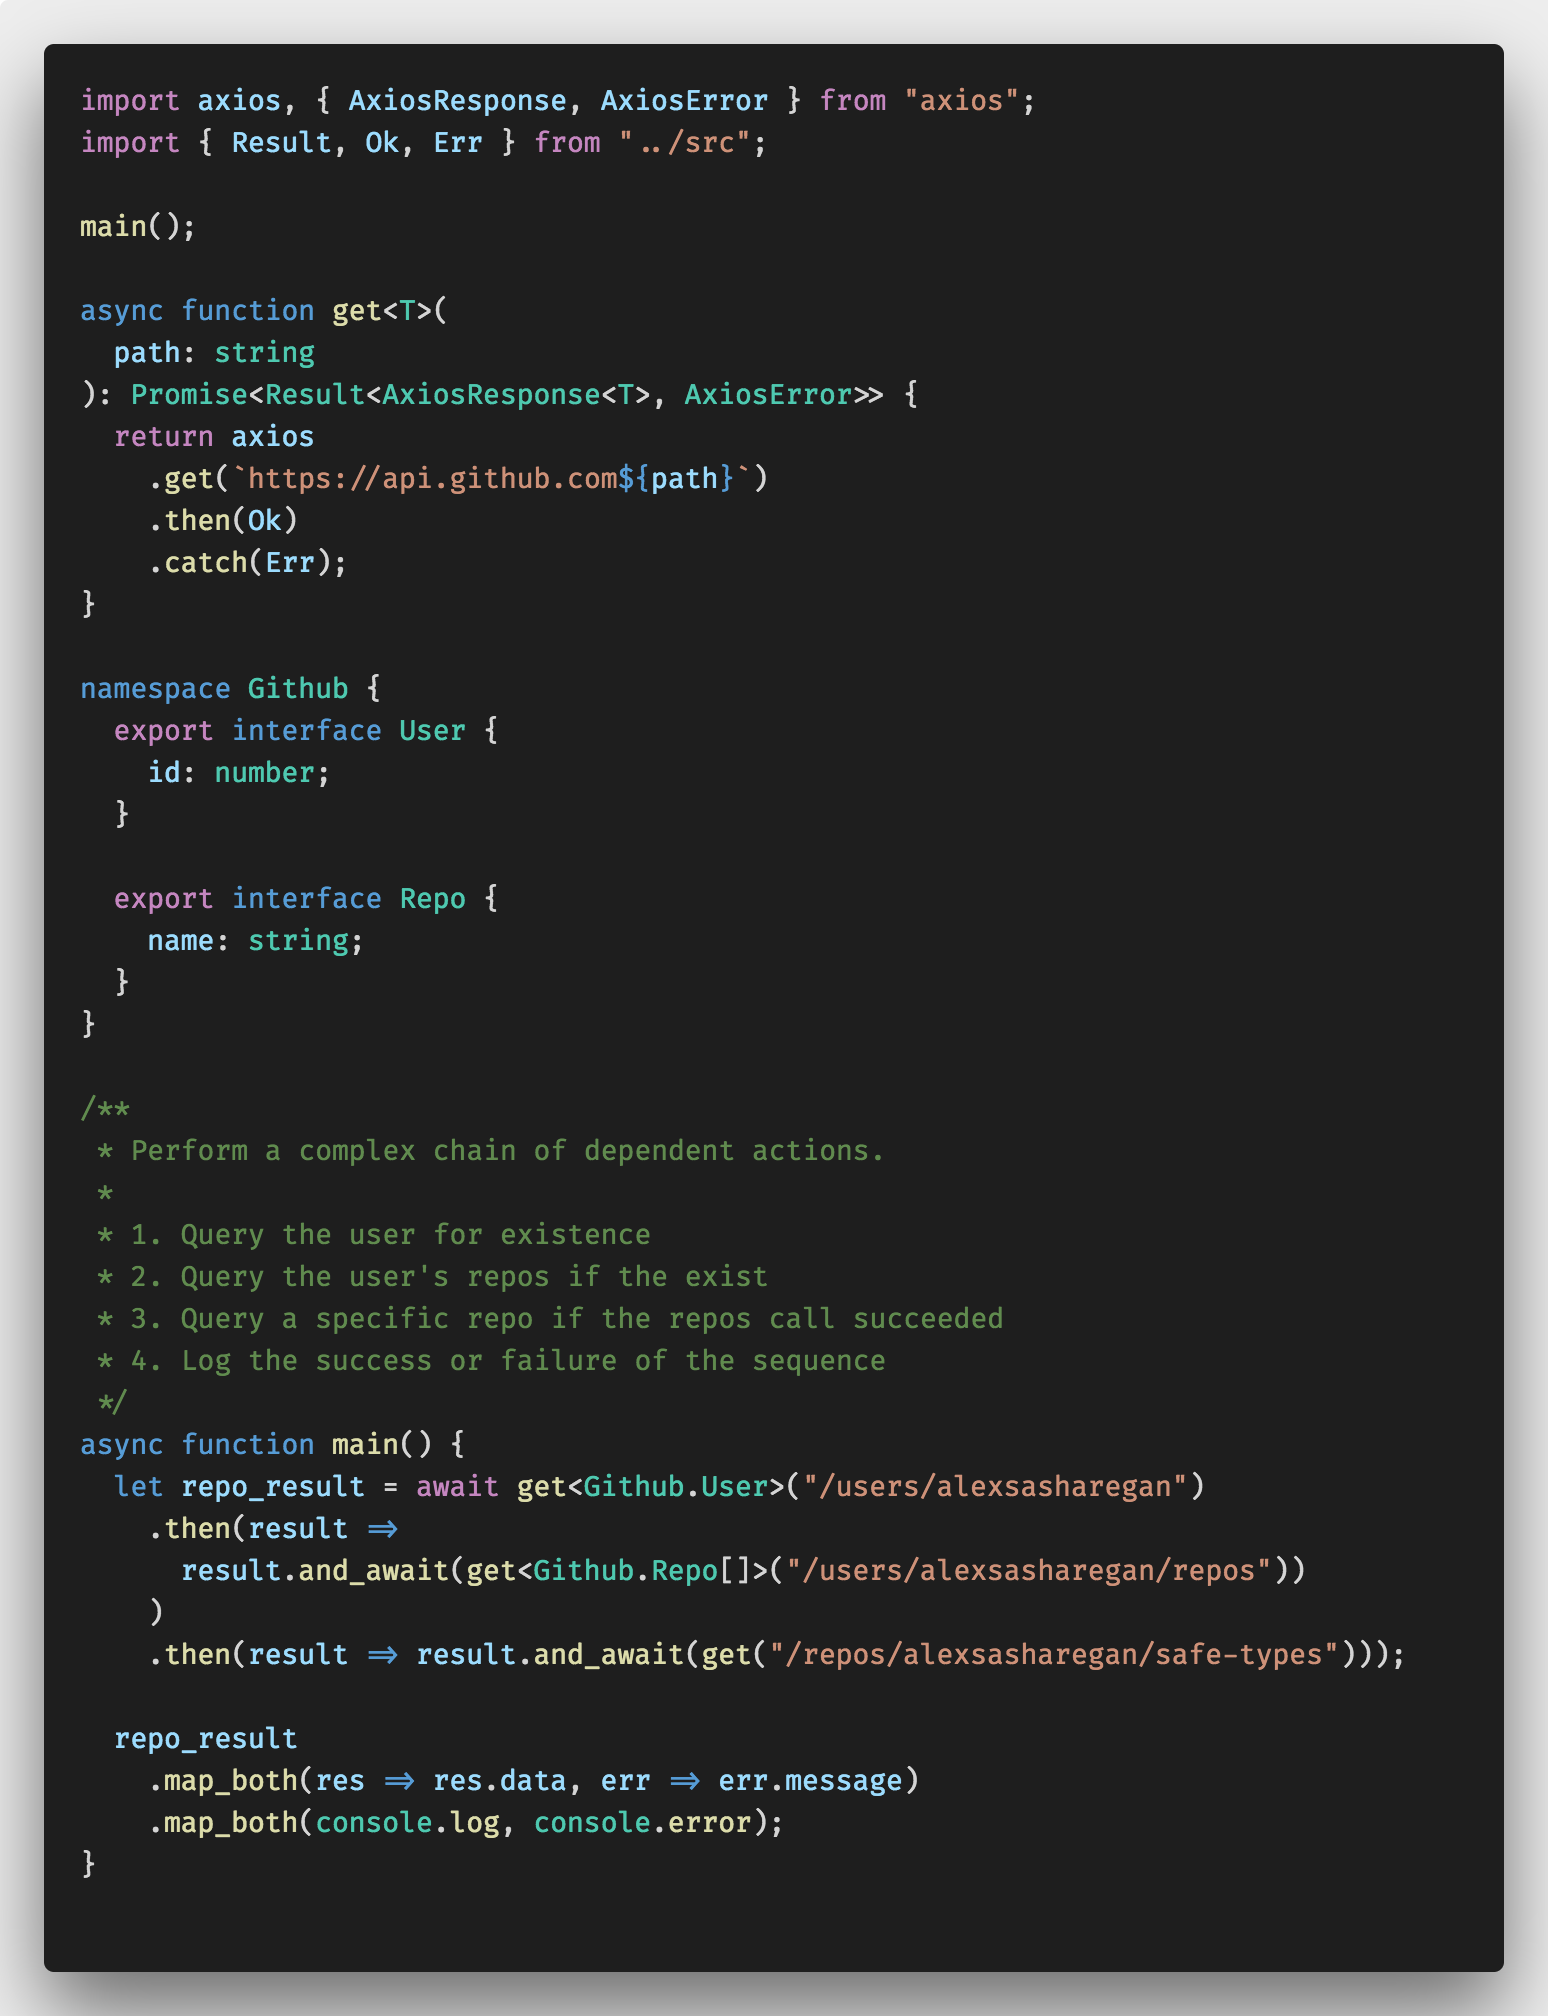 import axios, { AxiosResponse, AxiosError } from "axios";
import { Result, Ok, Err } from "../src";

main();

async function get<T>(
  path: string
): Promise<Result<AxiosResponse<T>, AxiosError>> {
  return axios
    .get(`https://api.github.com${path}`)
    .then(Ok)
    .catch(Err);
}

namespace Github {
  export interface User {
    id: number;
  }

  export interface Repo {
    name: string;
  }
}

/**
 * Perform a complex chain of dependent actions.
 *
 * 1. Query the user for existence
 * 2. Query the user's repos if the exist
 * 3. Query a specific repo if the repos call succeeded
 * 4. Log the success or failure of the sequence
 */
async function main() {
  let repo_result = await get<Github.User>("/users/alexsasharegan")
    .then(result =>
      result.and_await(get<Github.Repo[]>("/users/alexsasharegan/repos"))
    )
    .then(result => result.and_await(get("/repos/alexsasharegan/safe-types")));

  repo_result
    .map_both(res => res.data, err => err.message)
    .map_both(console.log, console.error);
}